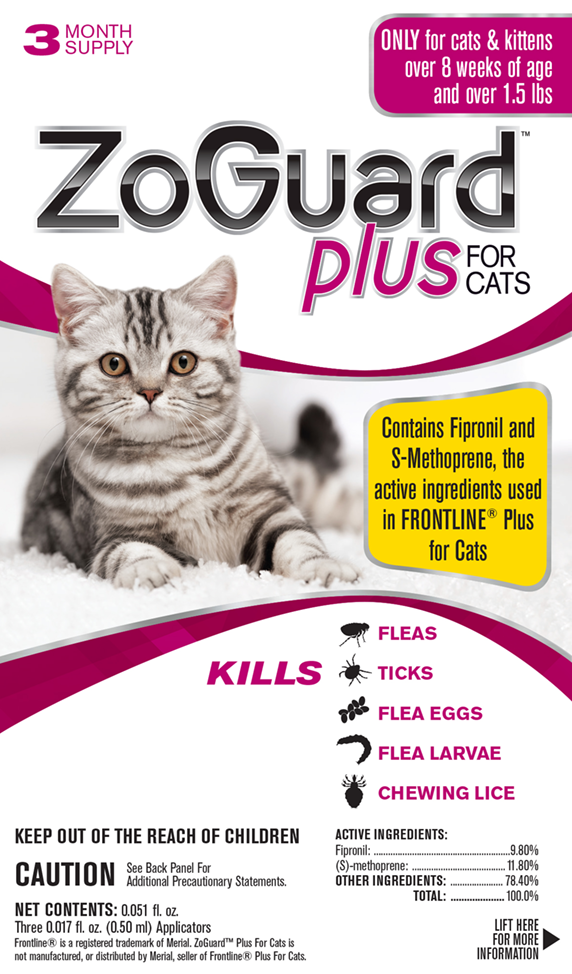 3 MONTH
SUPPLY
ONLY for cats & kittens
over 8 weeks of age
and over 1.5 lbs
ZoGuard™
plus FOR
CATS
Contains Fipronil and
S-Methoprene, the
active ingredients used
in FRONTLINE® Plus
for Cats
KILLS
FLEAS
TICKS
FLEA EGGS
FLEA LARVAE
CHEWING LICE
KEEP OUT OF THE REACH OF CHILDREN
CAUTION See Back Panel For
Additional Precautionary Statements.
NET CONTENTS: 0.051 fl. oz.
Three 0.017 fl. oz. (0.50 ml) Applicators
Frontline® is a registered trademark of Merial. ZoGuard™ Plus For Cats is
not manufactured, or distributed by Merial, seller of Frontline® Plus For Cats.
ACTIVE INGREDIENTS:
Fipronil: ..........9.80%
(S)-methoprene: ..........11.80%
OTHER INGREDIENTS: .......... 78.40%
TOTAL: .......... 100.0%
LIFT HERE
FOR MORE
INFORMATION